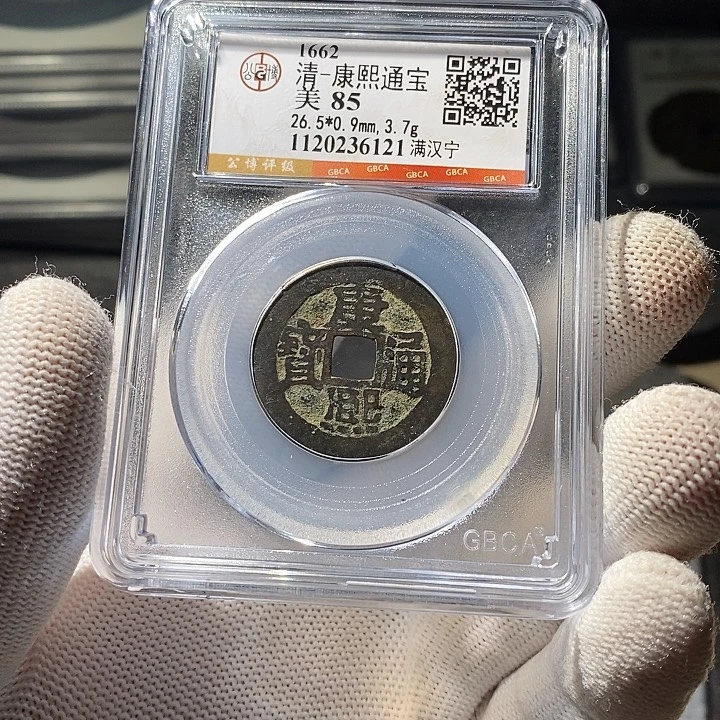 1662
清-康熙通宝
美 85
26.5*0.9mm, 3.7g
1120236121 满汉宁
公博评级 GBCA GBCA GBCA GBCA GBCA
康熙通寶
GBCA